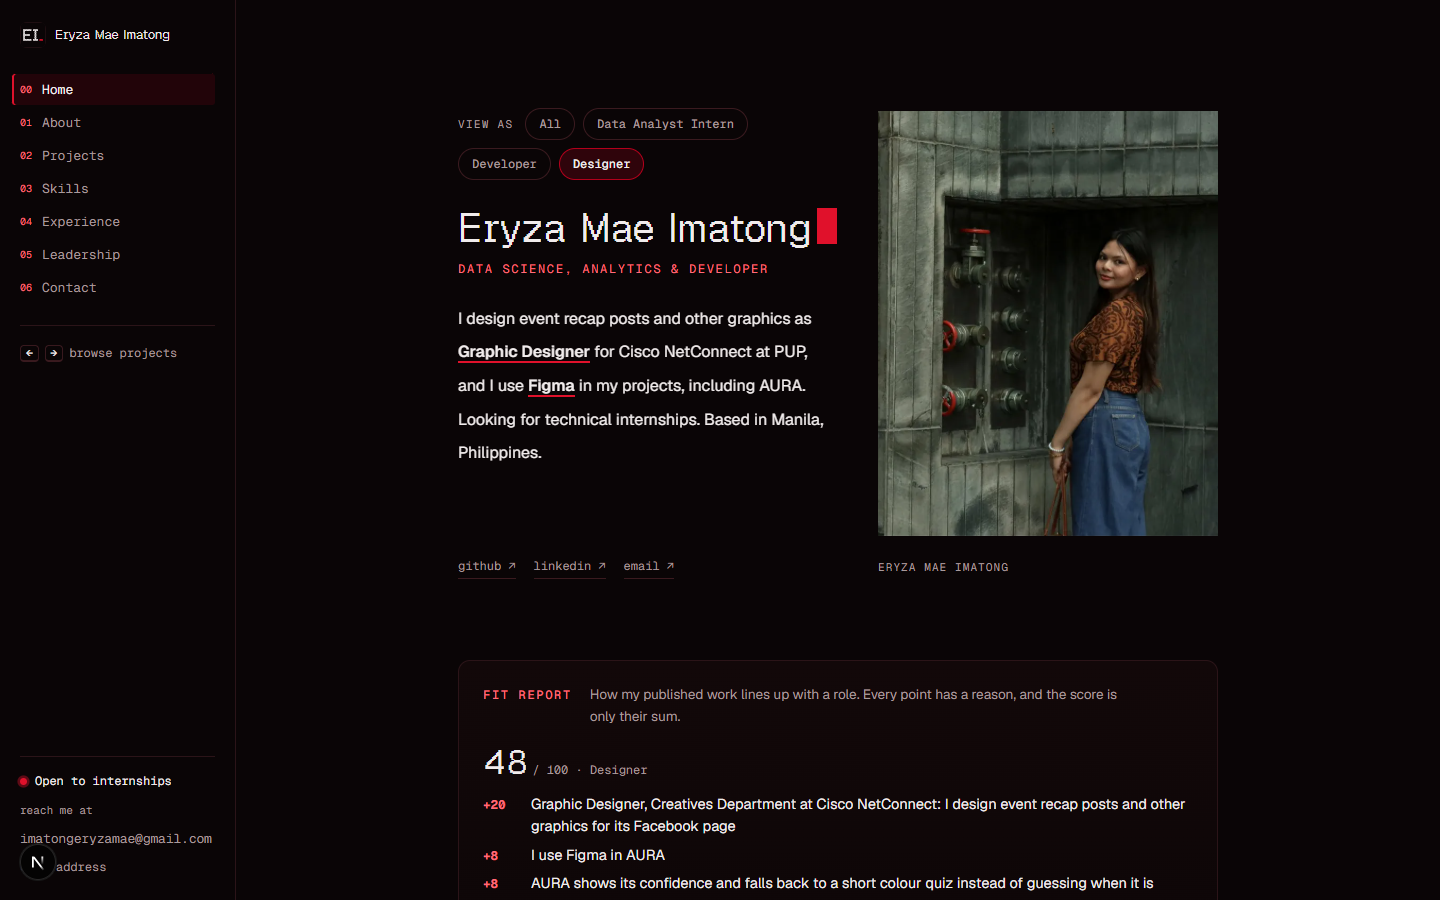 EI. Eryza Mae Imatong
00 Home
01 About
02 Projects
03 Skills
04 Experience
05 Leadership
06 Contact
← → browse projects
Open to internships
reach me at
imatongeryzamae@gmail.com
N address
VIEW AS All Data Analyst Intern
Developer Designer
Eryza Mae Imatong
DATA SCIENCE, ANALYTICS & DEVELOPER
I design event recap posts and other graphics as
Graphic Designer for Cisco NetConnect at PUP,
and I use Figma in my projects, including AURA.
Looking for technical internships. Based in Manila,
Philippines.
github ↗ linkedin ↗ email ↗
ERYZA MAE IMATONG
FIT REPORT How my published work lines up with a role. Every point has a reason, and the score is
only their sum.
48 / 100 · Designer
+20 Graphic Designer, Creatives Department at Cisco NetConnect: I design event recap posts and other
graphics for its Facebook page
+8 I use Figma in AURA
+8 AURA shows its confidence and falls back to a short colour quiz instead of guessing when it is